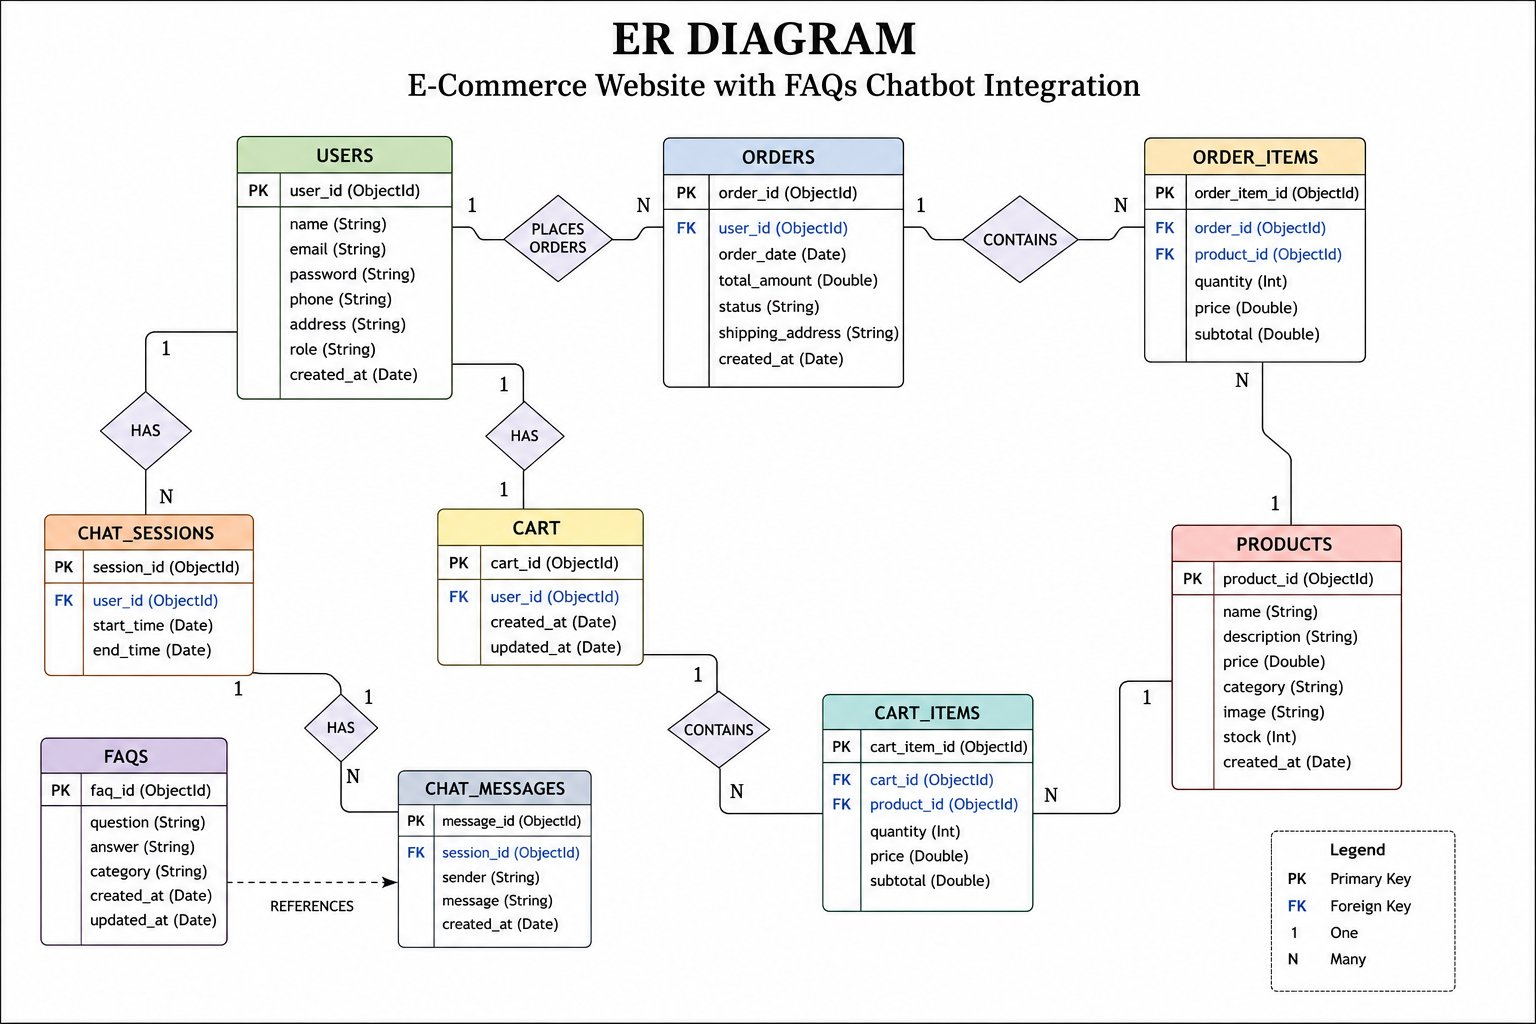 ER DIAGRAM
E-Commerce Website with FAQs Chatbot Integration
USERS
PK user_id (ObjectId)
name (String)
email (String)
password (String)
phone (String)
address (String)
role (String)
created_at (Date)
1
PLACES
ORDERS
N
ORDERS
PK order_id (ObjectId)
FK user_id (ObjectId)
order_date (Date)
total_amount (Double)
status (String)
shipping_address (String)
created_at (Date)
1
CONTAINS
N
ORDER_ITEMS
PK order_item_id (ObjectId)
FK order_id (ObjectId)
FK product_id (ObjectId)
quantity (Int)
price (Double)
subtotal (Double)
1
HAS
N
1
HAS
1
N
1
CHAT_SESSIONS
PK session_id (ObjectId)
FK user_id (ObjectId)
start_time (Date)
end_time (Date)
CART
PK cart_id (ObjectId)
FK user_id (ObjectId)
created_at (Date)
updated_at (Date)
PRODUCTS
PK product_id (ObjectId)
name (String)
description (String)
price (Double)
category (String)
image (String)
stock (Int)
created_at (Date)
1
1
HAS
N
1
CONTAINS
N
CART_ITEMS
PK cart_item_id (ObjectId)
FK cart_id (ObjectId)
FK product_id (ObjectId)
quantity (Int)
price (Double)
subtotal (Double)
1
N
FAQS
PK faq_id (ObjectId)
question (String)
answer (String)
category (String)
created_at (Date)
updated_at (Date)
REFERENCES
CHAT_MESSAGES
PK message_id (ObjectId)
FK session_id (ObjectId)
sender (String)
message (String)
created_at (Date)
Legend
PK Primary Key
FK Foreign Key
1 One
N Many